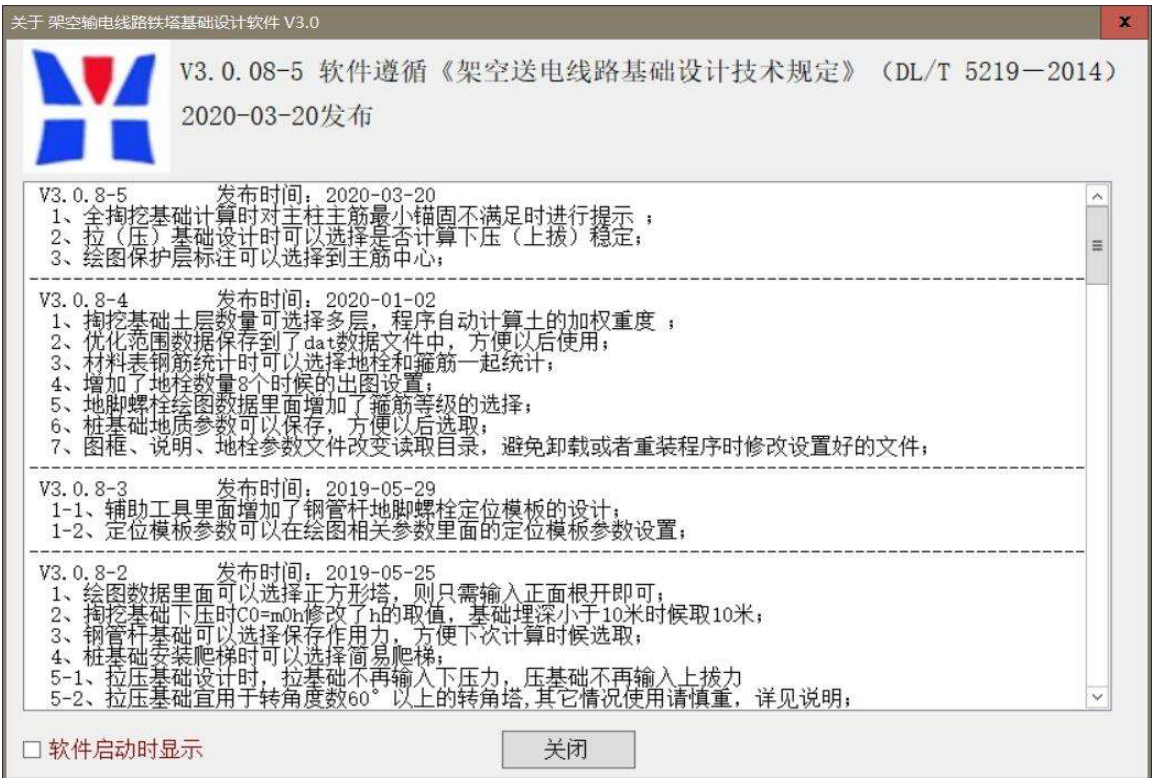 关于 架空输电线路铁塔基础设计软件 V3.0
x
V3.0.08-5 软件遵循《架空送电线路基础设计技术规定》（DL/T 5219－2014）
2020-03-20发布
V3.0.8-5 发布时间：2020-03-20
1、全掏挖基础计算时对主柱主筋最小锚固不满足时进行提示 ；
2、拉（压）基础设计时可以选择是否计算下压（上拔）稳定；
3、绘图保护层标注可以选择到主筋中心；
V3.0.8-4 发布时间：2020-01-02
1、掏挖基础土层数量可选择多层，程序自动计算土的加权重度 ；
2、优化范围数据保存到了dat数据文件中，方便以后使用；
3、材料表钢筋统计时可以选择地栓和箍筋一起统计；
4、增加了地栓数量8个时候的出图设置；
5、地脚螺栓绘图数据里面增加了箍筋等级的选择；
6、桩基础地质参数可以保存，方便以后选取；
7、图框、说明、地栓参数文件改变读取目录，避免卸载或者重装程序时修改设置好的文件；
V3.0.8-3 发布时间：2019-05-29
1-1、辅助工具里面增加了钢管杆地脚螺栓定位模板的设计；
1-2、定位模板参数可以在绘图相关参数里面的定位模板参数设置；
V3.0.8-2 发布时间：2019-05-25
1、绘图数据里面可以选择正方形塔，则只需输入正面根开即可；
2、掏挖基础下压时C0=m0h修改了h的取值，基础埋深小于10米时候取10米；
3、钢管杆基础可以选择保存作用力，方便下次计算时候选取；
4、桩基础安装爬梯时可以选择简易爬梯；
5-1、拉压基础设计时，拉基础不再输入下压力，压基础不再输入上拔力
5-2、拉压基础宜用于转角度数60°以上的转角塔,其它情况使用请慎重，详见说明；
软件启动时显示
关闭